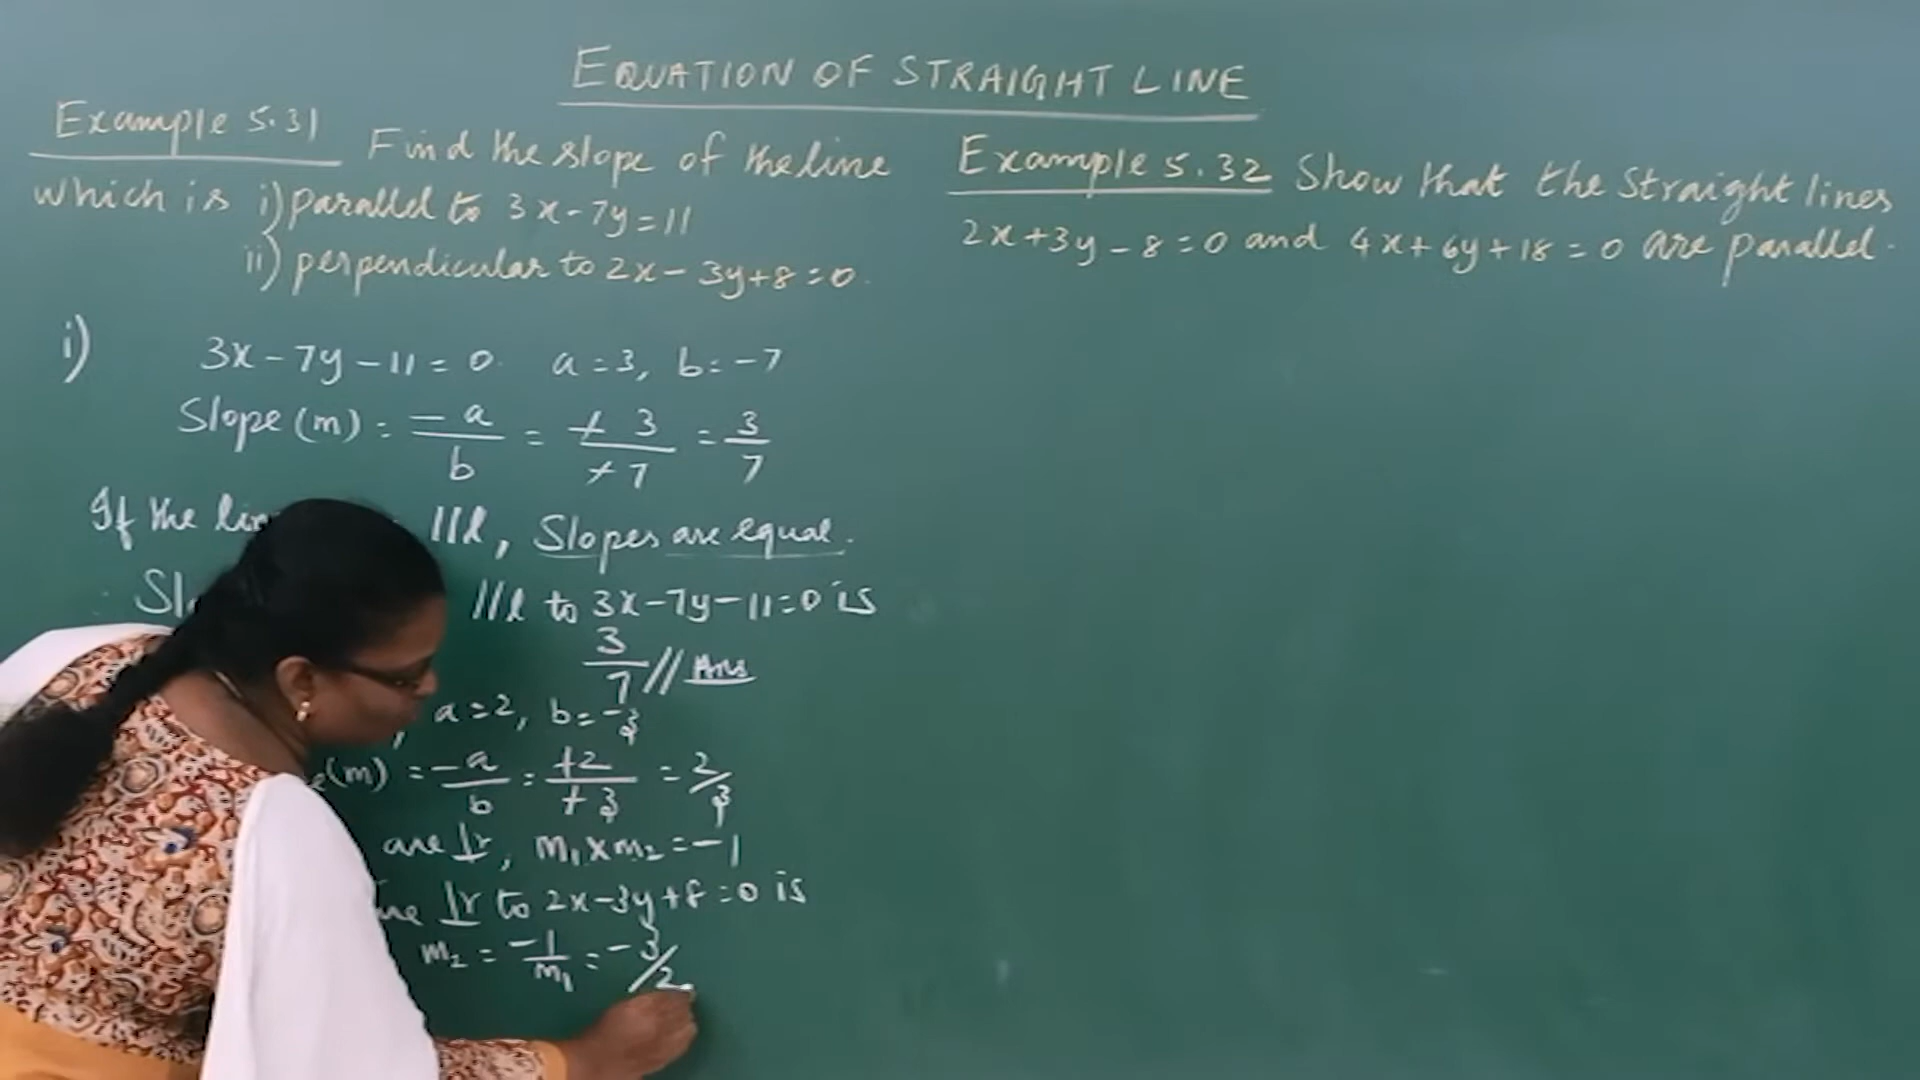 EQUATION OF STRAIGHT LINE
Example 5.31 Find the slope of the line
which is i) parallel to 3x-7y=11
ii) perpendicular to 2x-3y+8=0.
i) 3x-7y-11=0. a=3, b=-7
Slope (m) = -a/b = -3/-7 = 3/7
If the //l, Slopes are equal.
//l to 3x-7y-11=0 is
3/7 // Ans
a=2, b=-3
(m) = -a/b = -2/-3 = 2/3
are ⊥r, m₁×m₂=-1
⊥r to 2x-3y+8=0 is
m₂ = -1/m₁ = -3/2
Example 5.32 Show that the straight lines
2x+3y-8=0 and 4x+6y+18=0 are parallel.